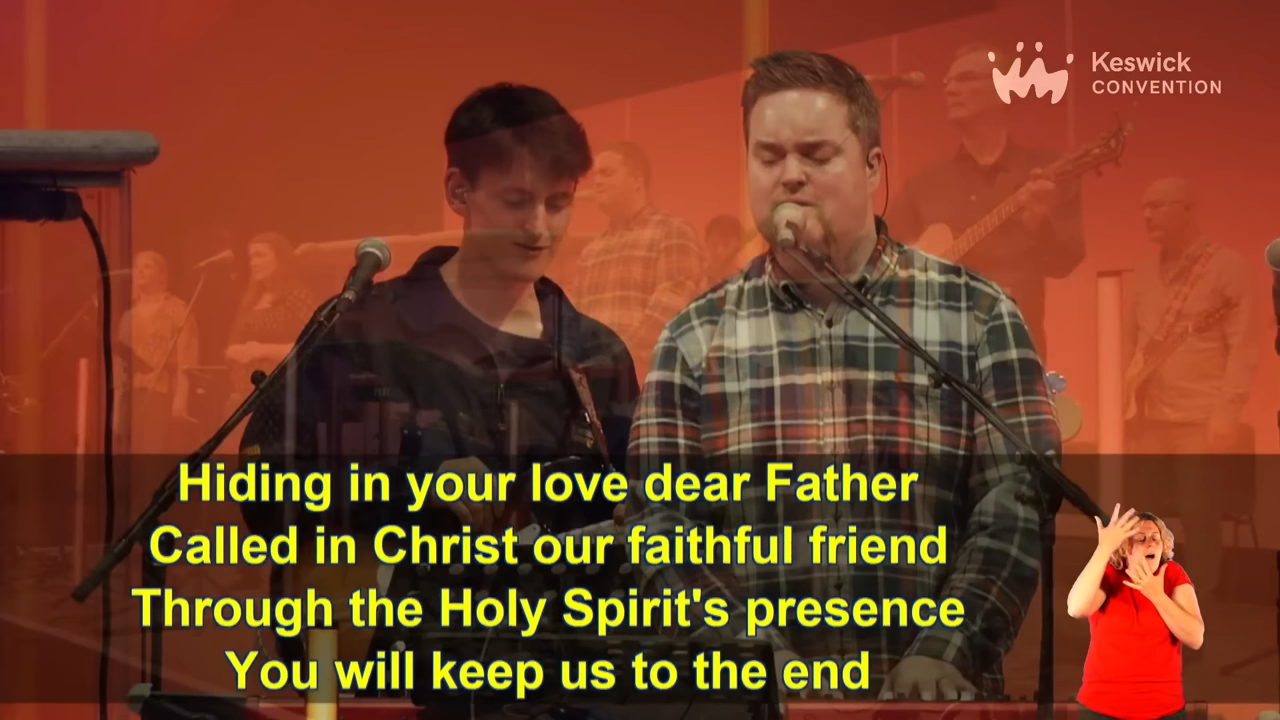 Keswick
CONVENTION
Hiding in your love dear Father
Called in Christ our faithful friend
Through the Holy Spirit's presence
You will keep us to the end